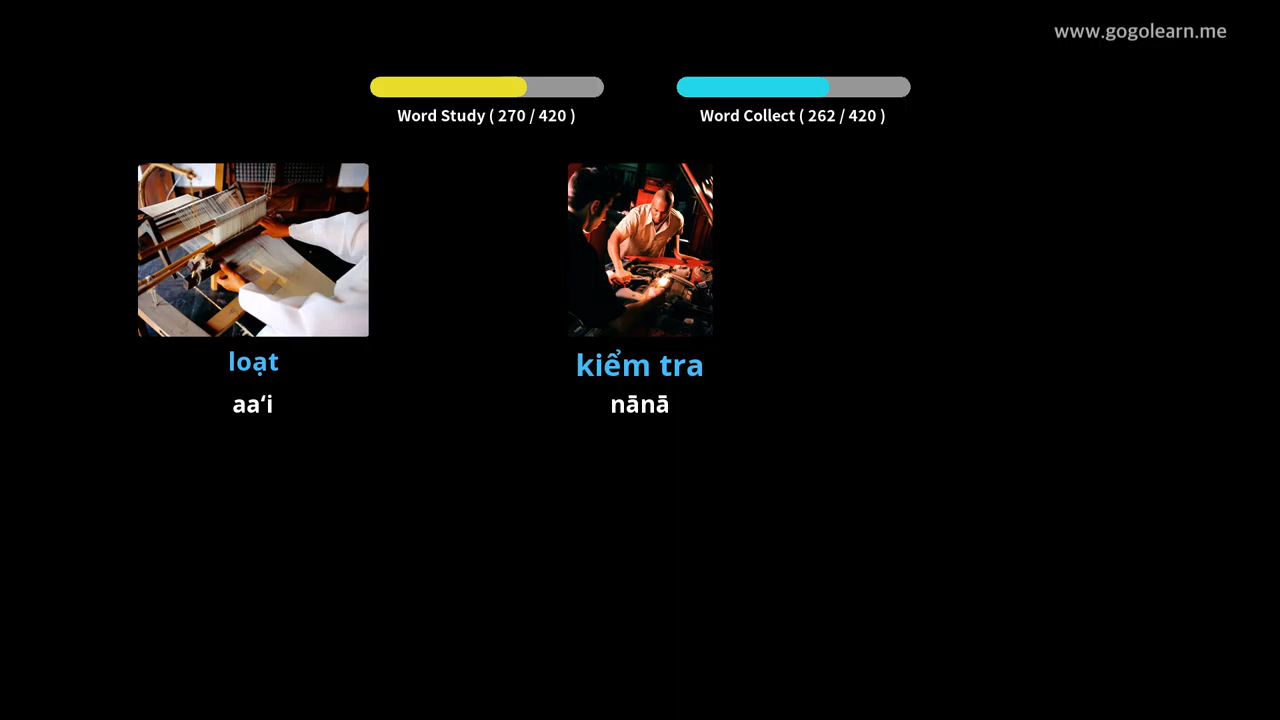 www.gogolearn.me
Word Study ( 270 / 420 )
Word Collect ( 262 / 420 )
loạt
aaʻi
kiểm tra
nānā